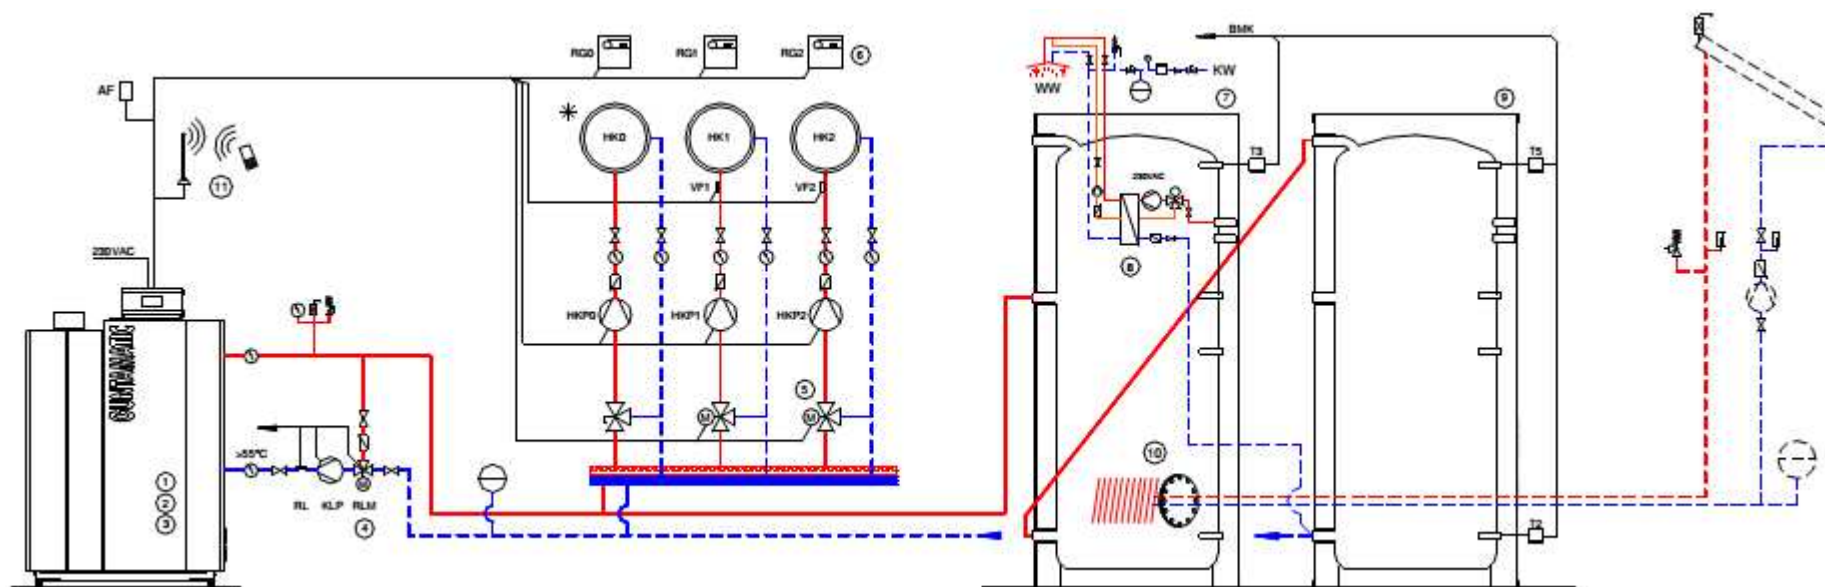 BMK
RG0
RG1
RG2
6
AF
WW
KW
7
9
HK0
HK1
HK2
T3
T5
11
VF1
VF2
230VAC
8
230VAC
HKP0
HKP1
HKP2
GUNTAMATIC
5
M
M
>55°C
10
1
2
3
RL
KLP
RLM
M
4
T2